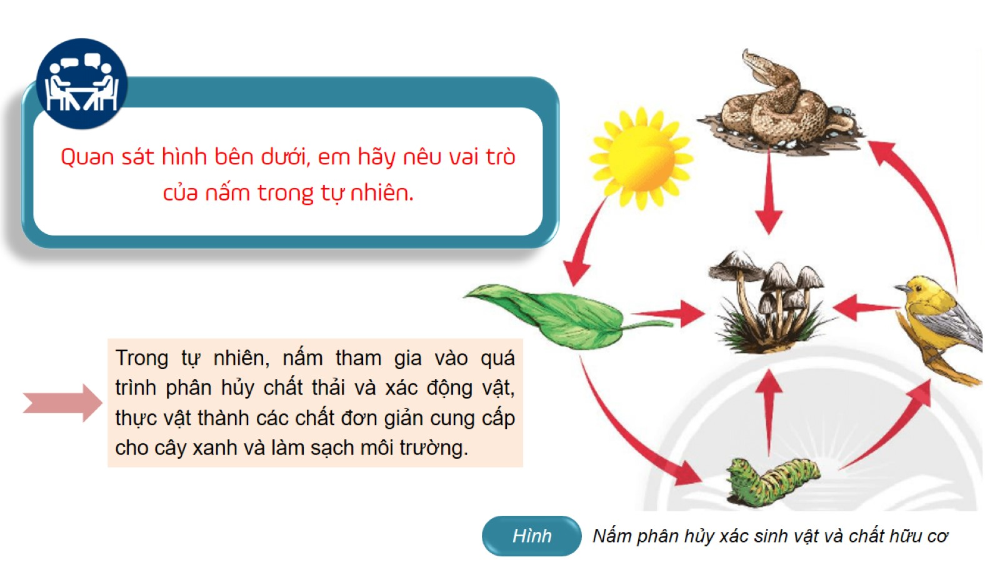 Quan sát hình bên dưới, em hãy nêu vai trò
của nấm trong tự nhiên.
Trong tự nhiên, nấm tham gia vào quá
trình phân hủy chất thải và xác động vật,
thực vật thành các chất đơn giản cung cấp
cho cây xanh và làm sạch môi trường.
Hình
Nấm phân hủy xác sinh vật và chất hữu cơ